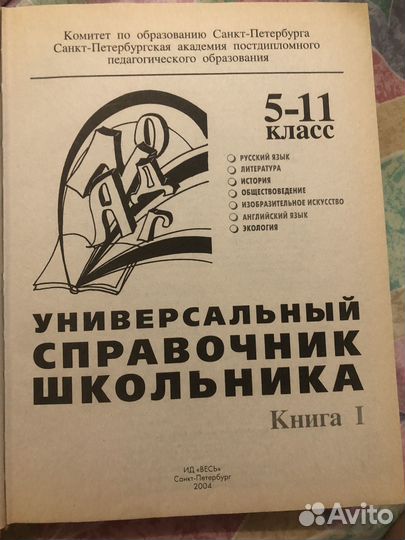 Комитет по образованию Санкт-Петербурга
Санкт-Петербургская академия постдипломного
педагогического образования
5-11
КЛАСС
РУССКИЙ ЯЗЫК
ЛИТЕРАТУРА
ИСТОРИЯ
ОБЩЕСТВОВЕДЕНИЕ
ИЗОБРАЗИТЕЛЬНОЕ ИСКУССТВО
АНГЛИЙСКИЙ ЯЗЫК
ЭКОЛОГИЯ
УНИВЕРСАЛЬНЫЙ
СПРАВОЧНИК
ШКОЛЬНИКА
Книга I
ИД «ВЕСЬ»
Санкт-Петербург
2004
Avito